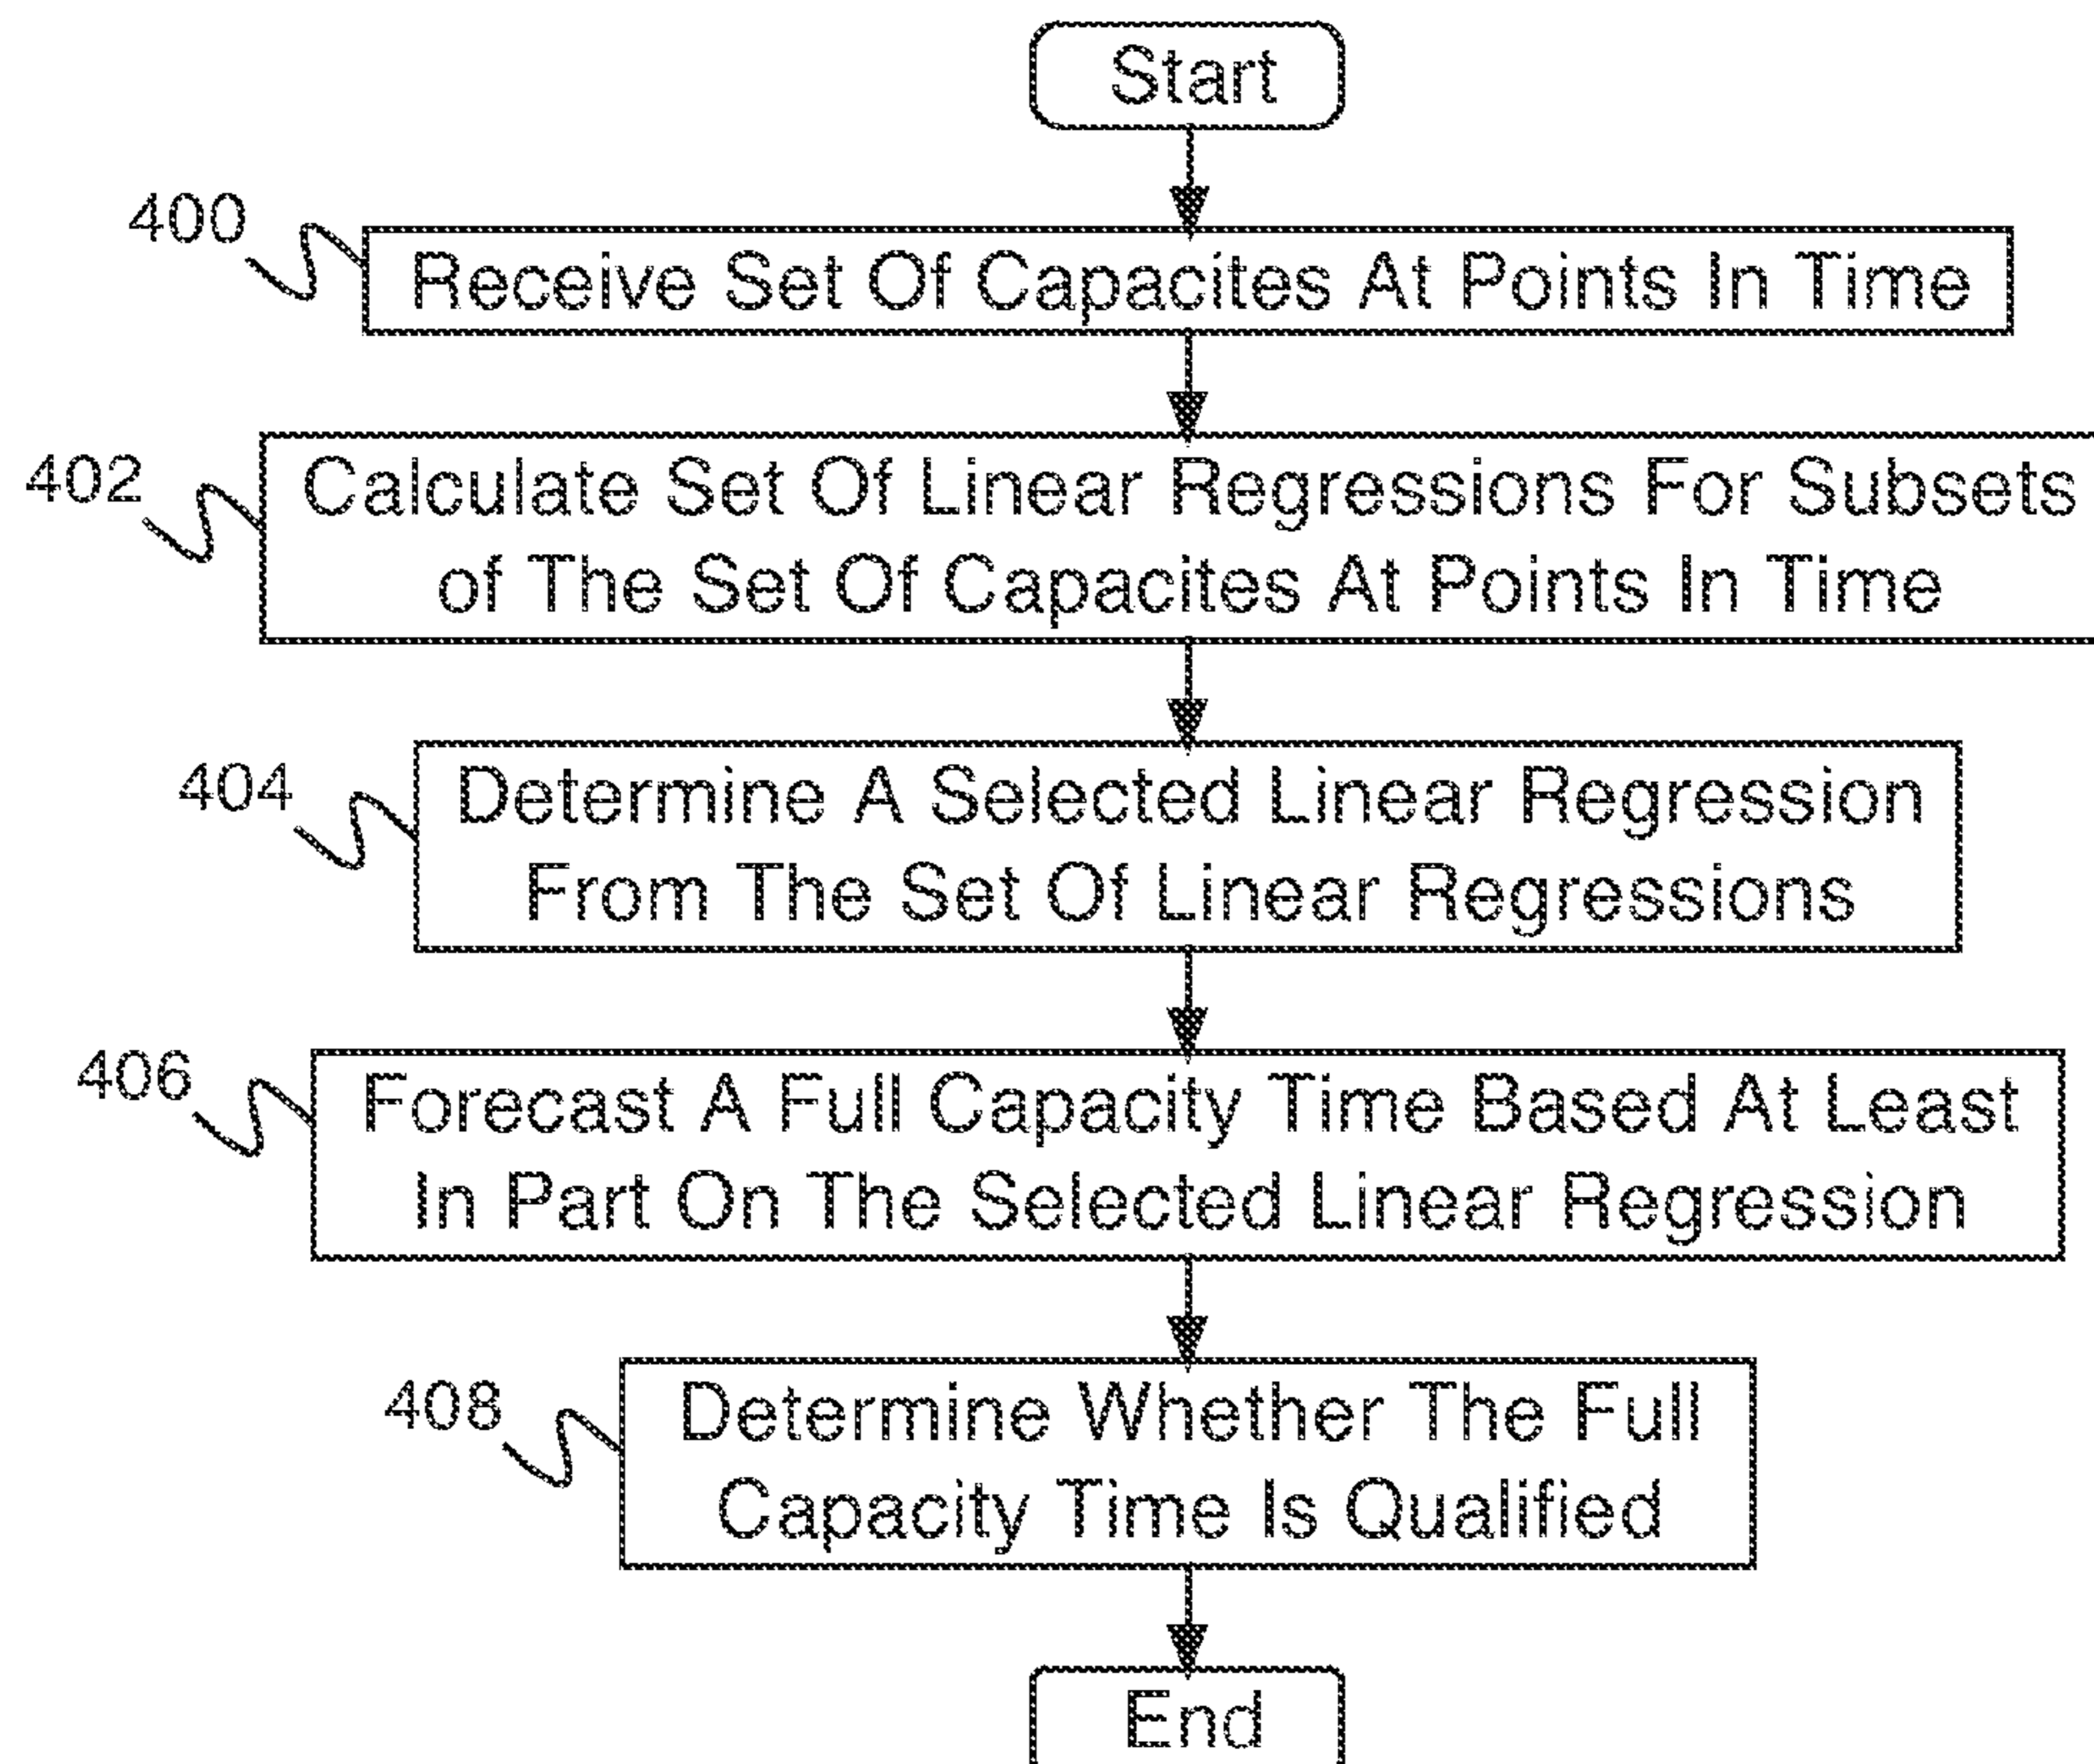 Start
400
Receive Set Of Capacites At Points In Time
402
Calculate Set Of Linear Regressions For Subsets
of The Set Of Capacites At Points In Time
404
Determine A Selected Linear Regression
From The Set Of Linear Regressions
406
Forecast A Full Capacity Time Based At Least
In Part On The Selected Linear Regression
408
Determine Whether The Full
Capacity Time Is Qualified
End